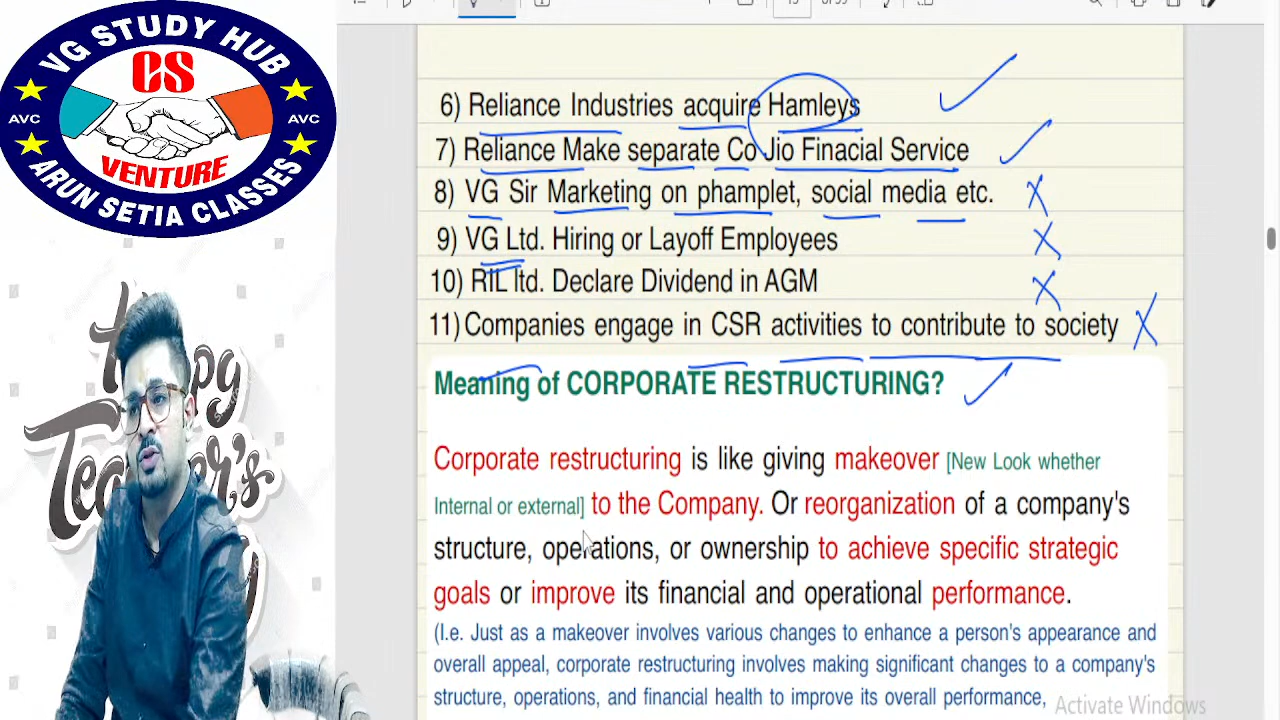 VG STUDY HUB
CS
AVC
AVC
VENTURE
ARUN SETIA CLASSES
6) Reliance Industries acquire Hamleys
7) Reliance Make separate Co Jio Finacial Service
8) VG Sir Marketing on phamplet, social media etc.
9) VG Ltd. Hiring or Layoff Employees
10) RIL ltd. Declare Dividend in AGM
11) Companies engage in CSR activities to contribute to society
Meaning of CORPORATE RESTRUCTURING?
Corporate restructuring is like giving makeover [New Look whether
Internal or external] to the Company. Or reorganization of a company's
structure, operations, or ownership to achieve specific strategic
goals or improve its financial and operational performance.
(I.e. Just as a makeover involves various changes to enhance a person's appearance and
overall appeal, corporate restructuring involves making significant changes to a company's
structure, operations, and financial health to improve its overall performance,
Activate Windows